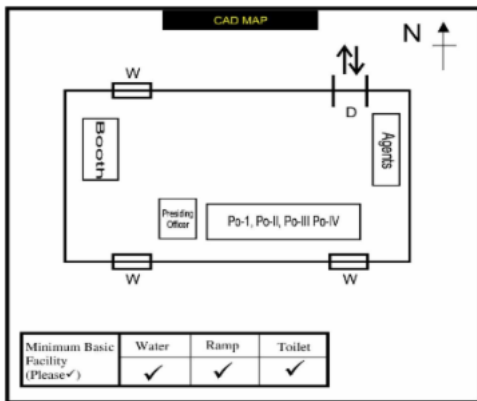 CAD MAP
N
W
D
Booth
Agents
Presiding
Officer
Po-1, Po-II, Po-III Po-IV
W
W
Minimum Basic
Facility
(Please✓)
Water
Ramp
Toilet
✓
✓
✓